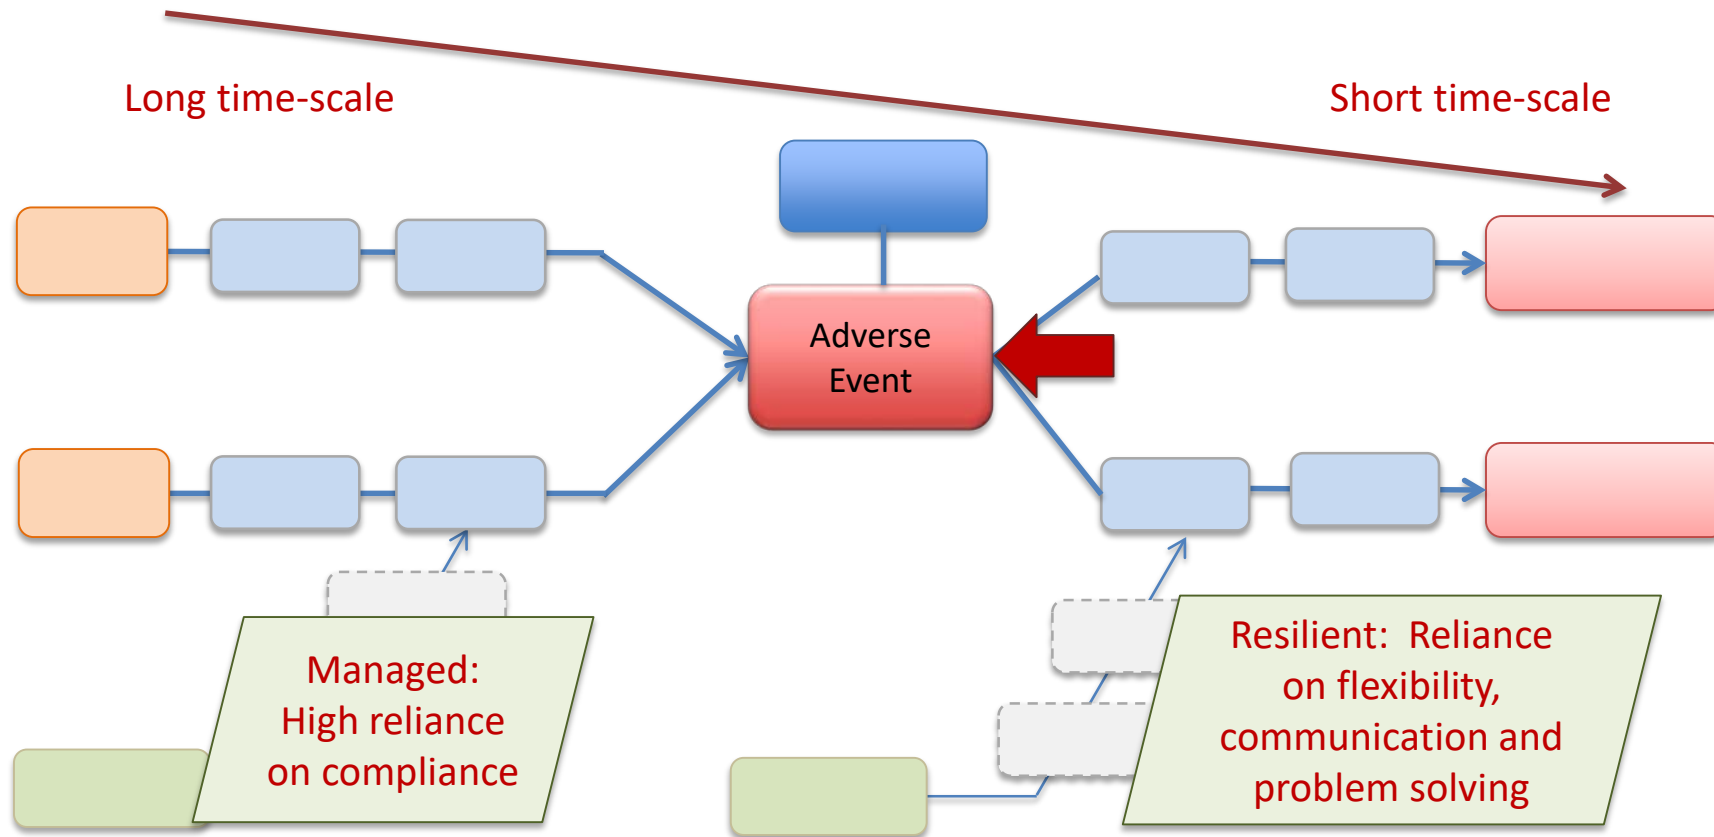 Long time-scale
Short time-scale
Adverse
Event
Managed:
High reliance
on compliance
Resilient:  Reliance
on flexibility,
communication and
problem solving